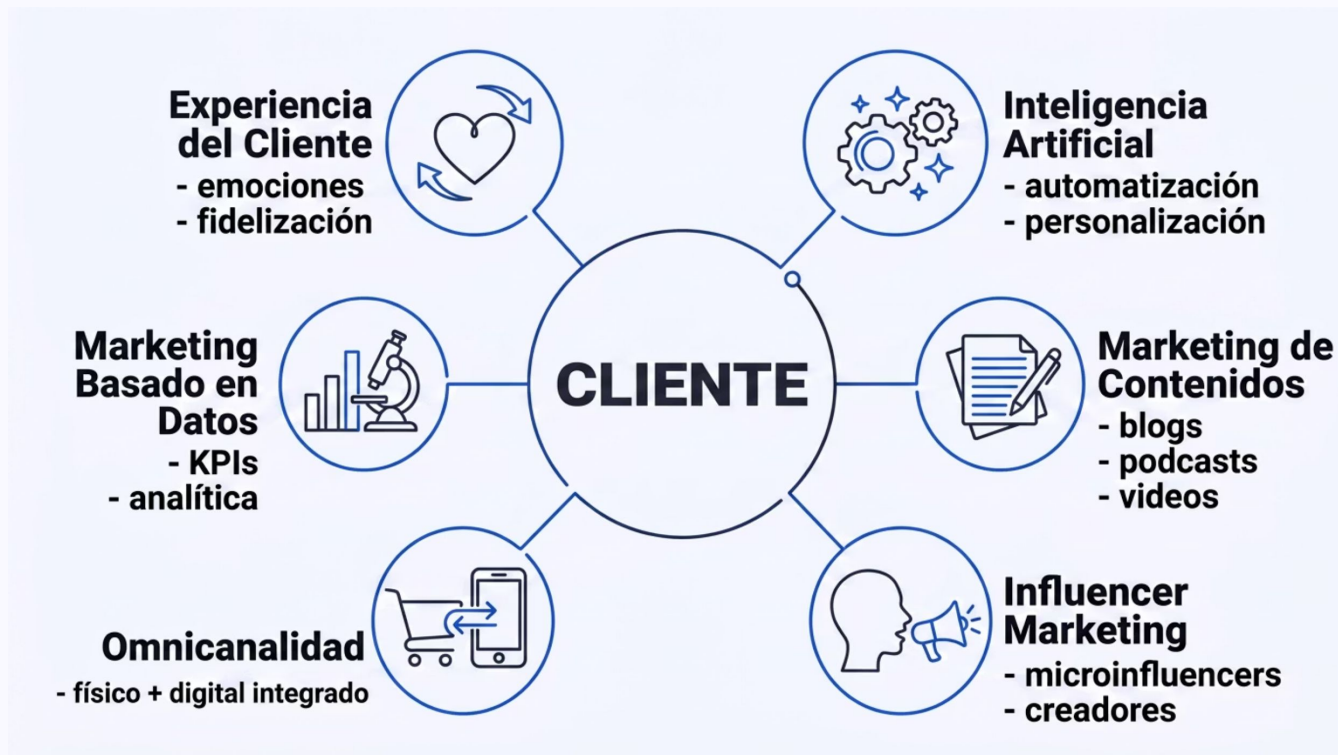 Experiencia
del Cliente
- emociones
- fidelización
Inteligencia
Artificial
- automatización
- personalización
Marketing
Basado en
Datos
- KPIs
- analítica
CLIENTE
Marketing de
Contenidos
- blogs
- podcasts
- videos
Omnicanalidad
- físico + digital integrado
Influencer
Marketing
- microinfluencers
- creadores